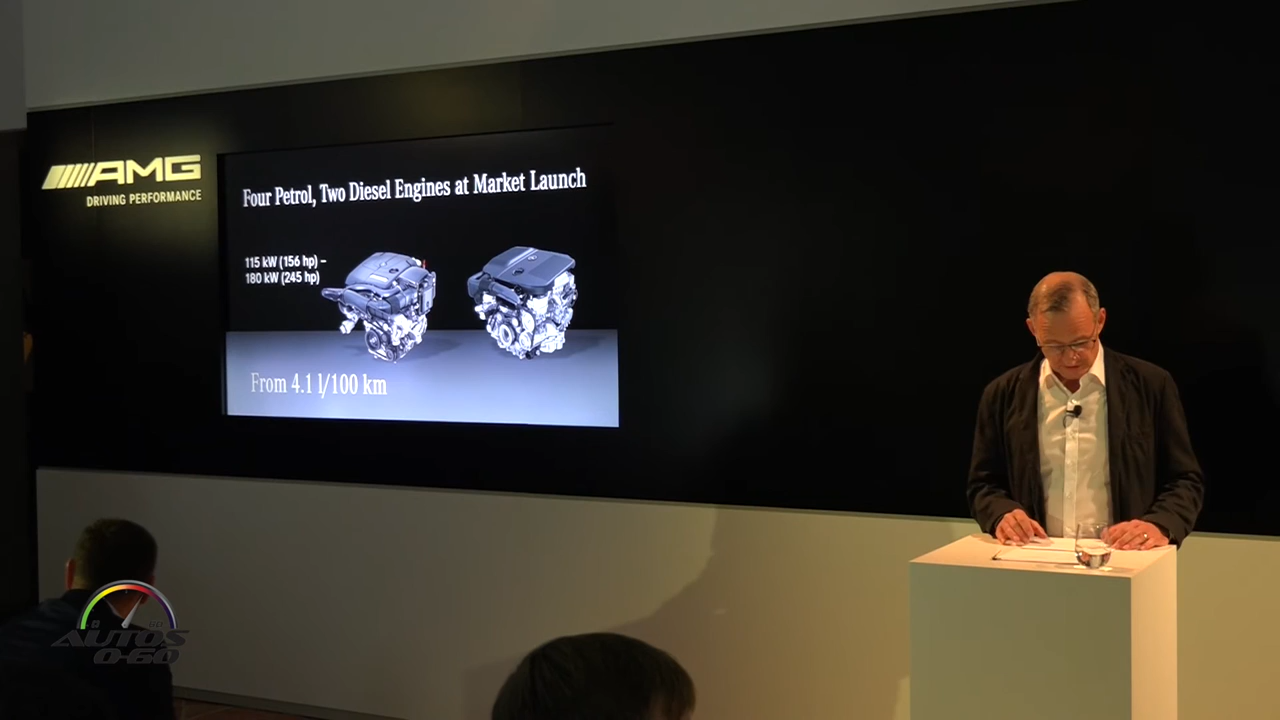 AMG
DRIVING PERFORMANCE
Four Petrol, Two Diesel Engines at Market Launch
115 kW (156 hp) –
180 kW (245 hp)
From 4.1 l/100 km
AUTOS
0-60